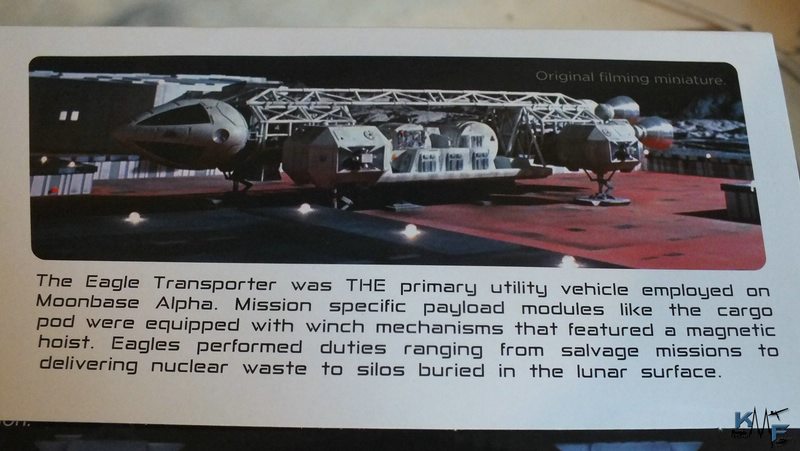 Original filming miniature.
The Eagle Transporter was THE primary utility vehicle employed on
Moonbase Alpha. Mission specific payload modules like the cargo
pod were equipped with winch mechanisms that featured a magnetic
hoist. Eagles performed duties ranging from salvage missions to
delivering nuclear waste to silos buried in the lunar surface.
ion.
KMF